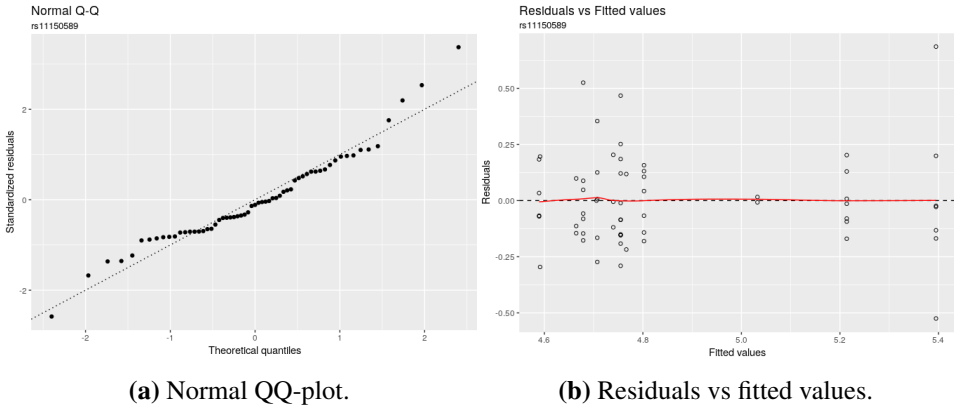 Normal Q-Q
rs11150589
Standardized residuals
2
0
-2
-2
-1
0
1
2
Theoretical quantiles
(a) Normal QQ-plot.
Residuals vs Fitted values
rs11150589
Residuals
0.50
0.25
0.00
-0.25
-0.50
4.6
4.8
5.0
5.2
5.4
Fitted values
(b) Residuals vs fitted values.